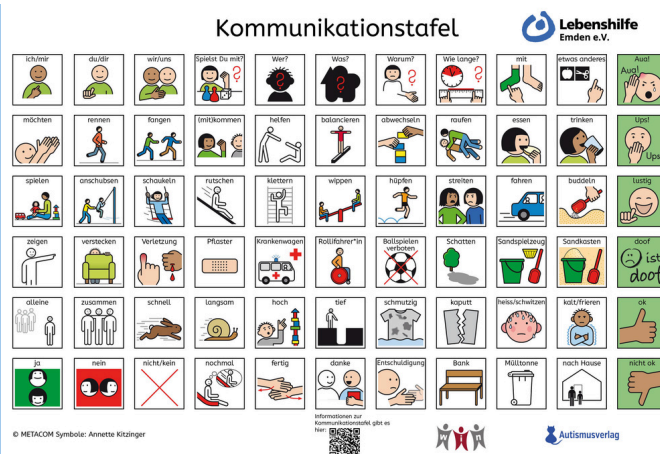 Kommunikationstafel
Lebenshilfe
Emden e.V.
ich/mir
du/dir
wir/uns
Spielst Du mit?
Wer?
Was?
Warum?
Wie lange?
mit
etwas anderes
Aua!
Aua!
möchten
rennen
fangen
(mit)kommen
helfen
balancieren
abwechseln
raufen
essen
trinken
Ups!
Ups
spielen
anschubsen
schaukeln
rutschen
klettern
wippen
hüpfen
streiten
fahren
buddeln
lustig
zeigen
verstecken
Verletzung
Pflaster
Krankenwagen
Rollifahrer*in
Ballspielen
verboten
Schatten
Sandspielzeug
Sandkasten
doof
ist
doof
alleine
zusammen
schnell
langsam
hoch
tief
schmutzig
kaputt
heiss/schwitzen
kalt/frieren
ok
ja
nein
nicht/kein
nochmal
fertig
danke
Entschuldigung
Bank
Mülltonne
nach Hause
nicht ok
© METACOM Symbole: Annette Kitzinger
Informationen zur
Kommunikationstafel gibt es
hier:
WIR
Autismusverlag